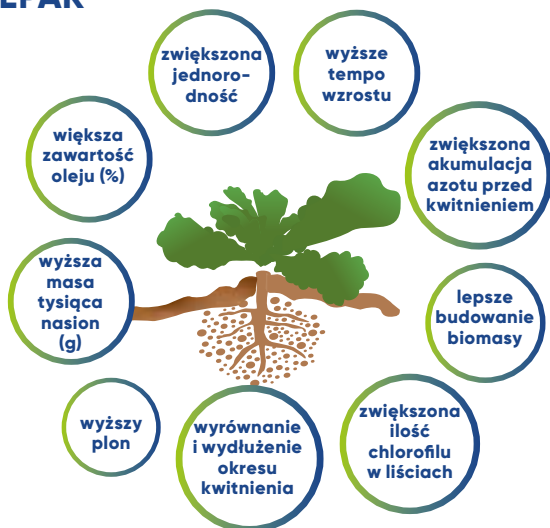 zwiększona
jednoro-
dność
wyższe
tempo
wzrostu
większa
zawartość
oleju (%)
zwiększona
akumulacja
azotu przed
kwitnieniem
wyższa
masa
tysiąca
nasion
(g)
lepsze
budowanie
biomasy
wyższy
plon
wyrównanie
i wydłużenie
okresu
kwitnienia
zwiększona
ilość
chlorofilu
w liściach